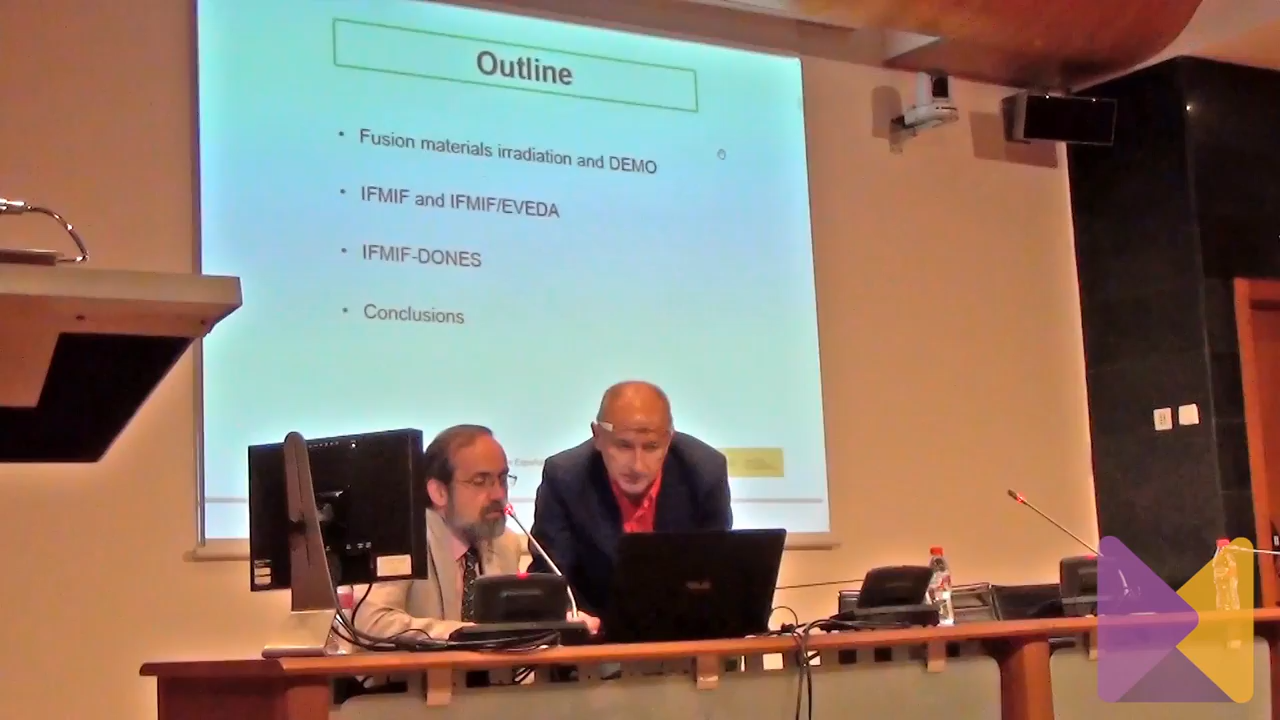 Outline
• Fusion materials irradiation and DEMO
• IFMIF and IFMIF/EVEDA
• IFMIF-DONES
• Conclusions